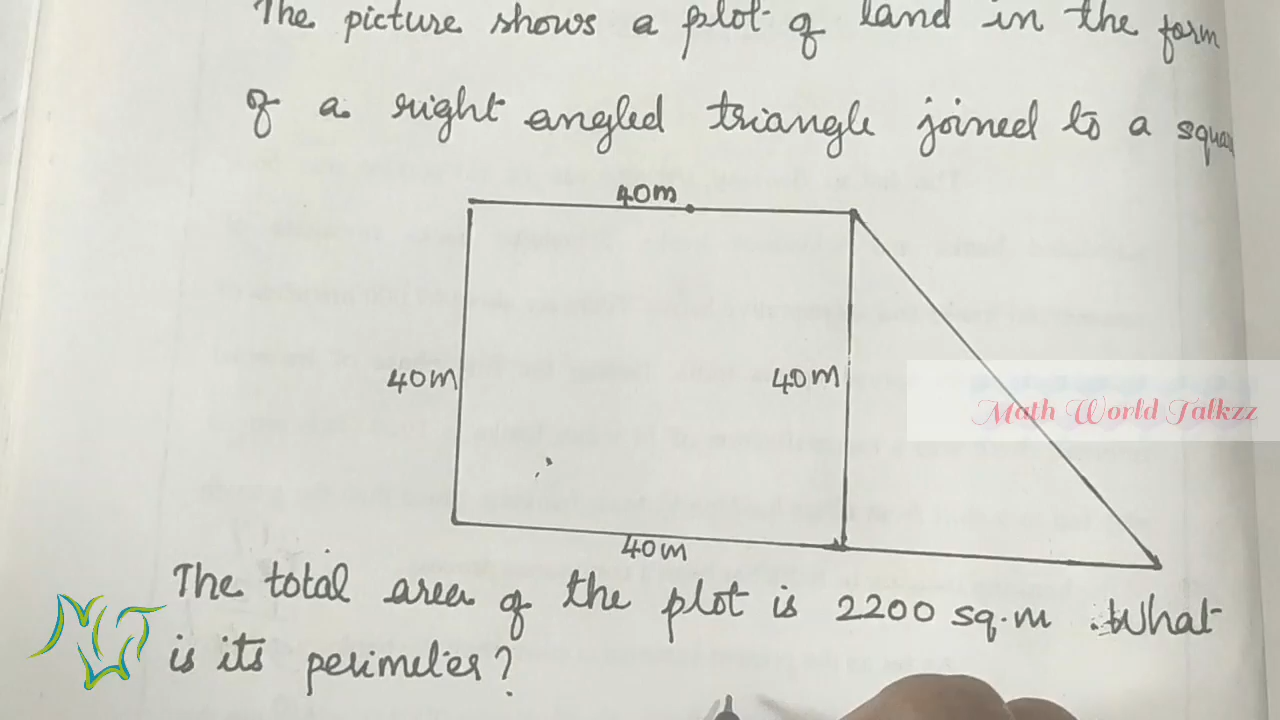 The picture shows a plot of land in the form
of a right angled triangle joined to a
40m
40m
40m
Math World Talkzz
40m
The total area of the plot is 2200 sq.m . What
is its perimeter?